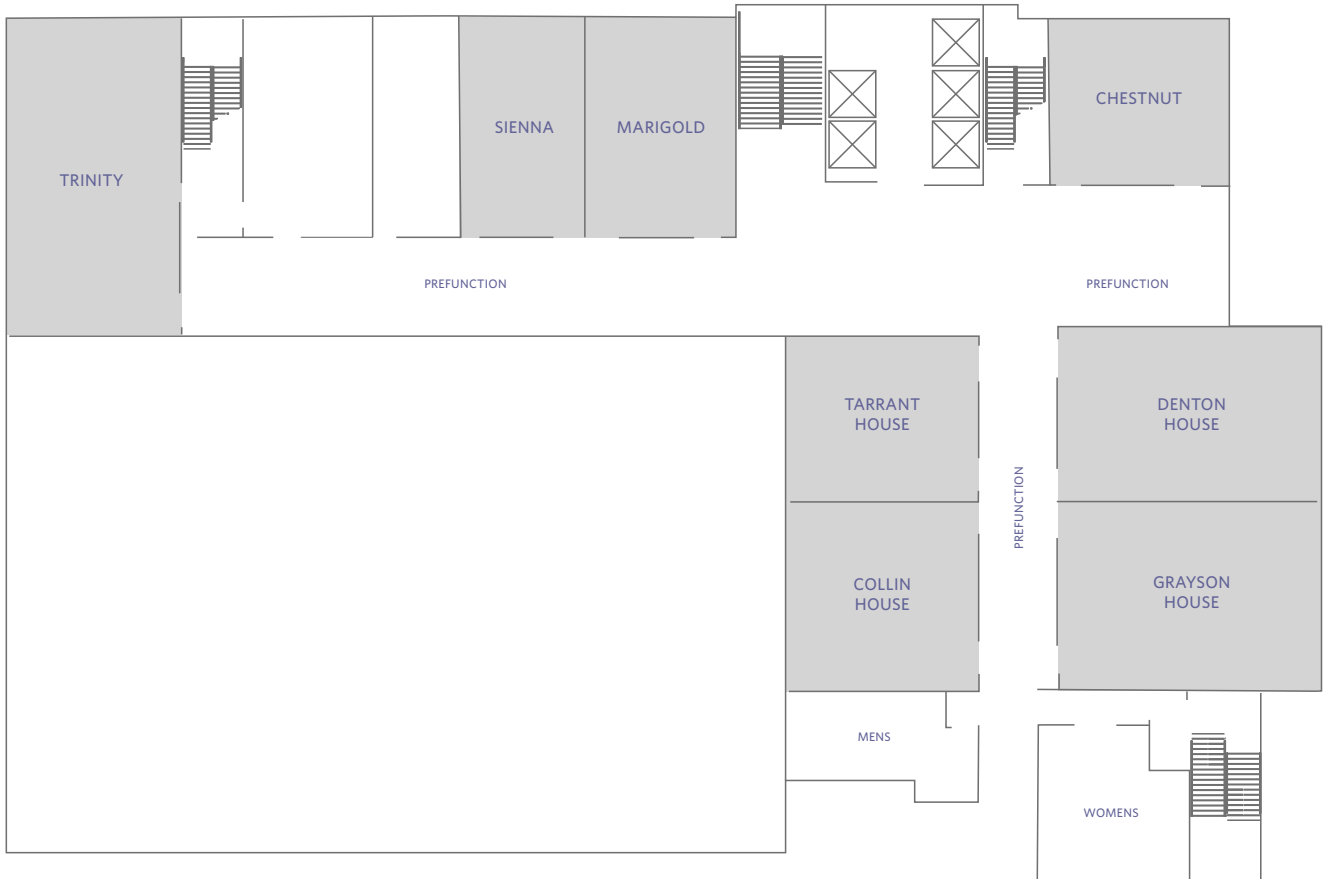 CHESTNUT
SIENNA
MARIGOLD
TRINITY
PREFUNCTION
PREFUNCTION
TARRANT
HOUSE
DENTON
HOUSE
PREFUNCTION
COLLIN
HOUSE
GRAYSON
HOUSE
MENS
WOMENS